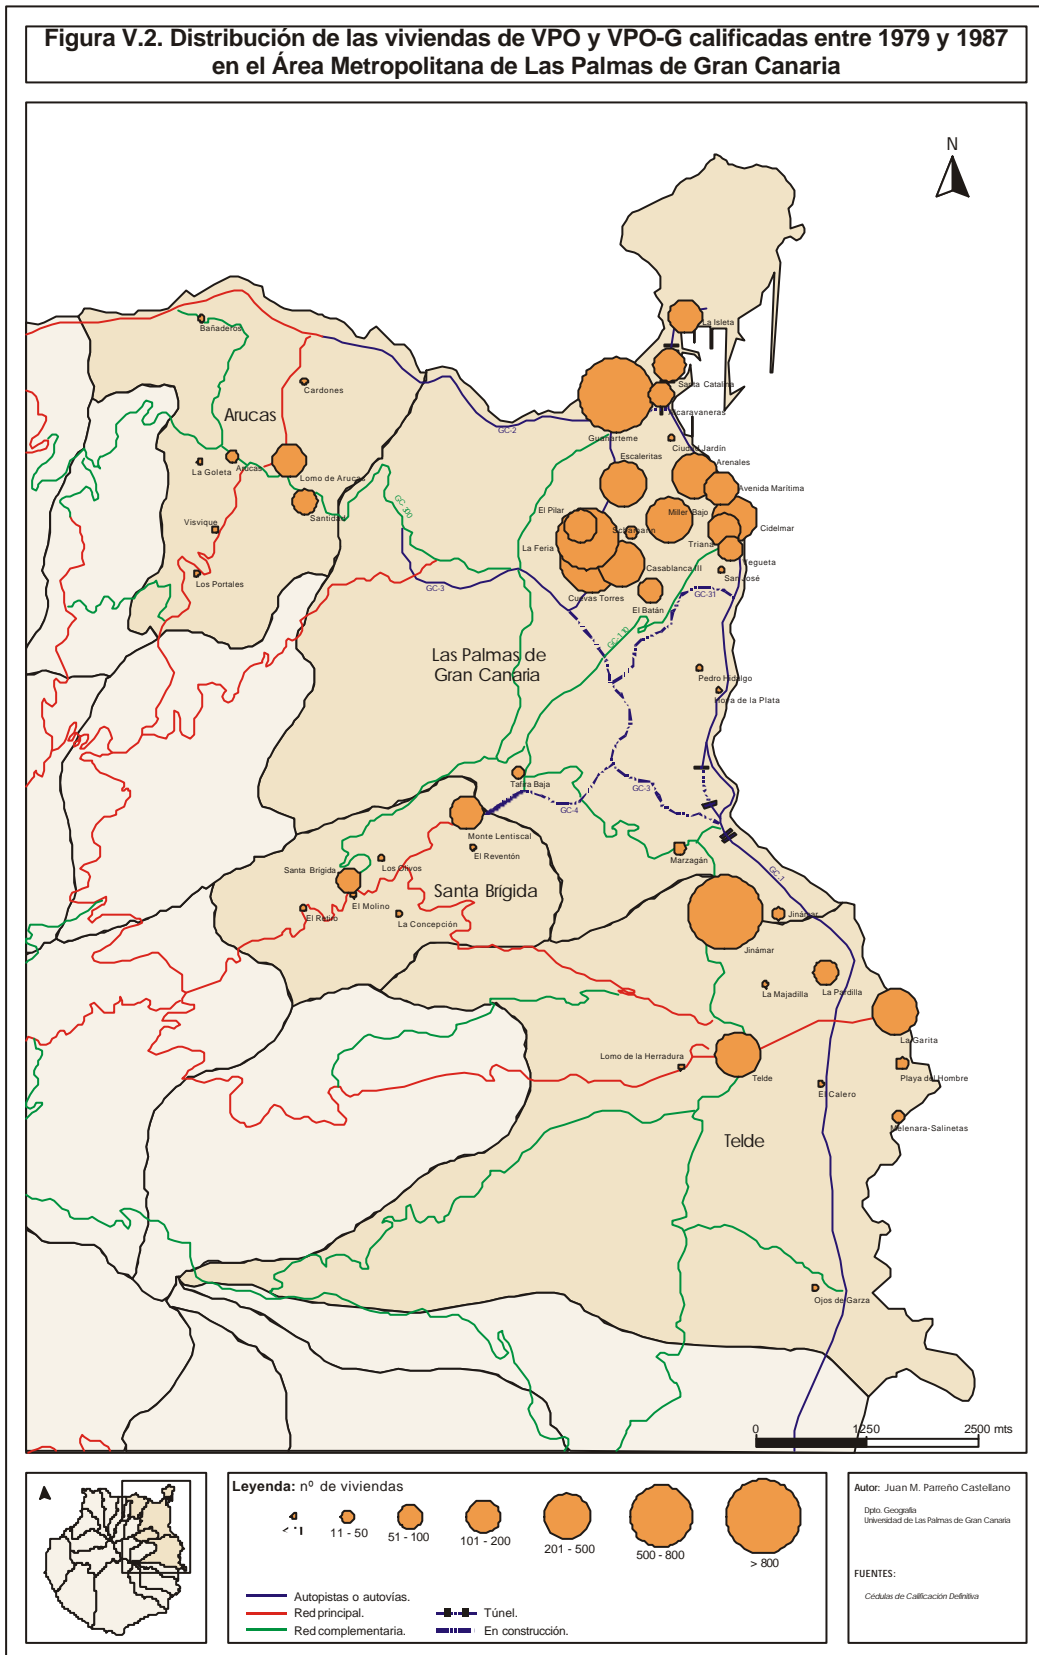 Figura V.2. Distribución de las viviendas de VPO y VPO-G calificadas entre 1979 y 1987
en el Área Metropolitana de Las Palmas de Gran Canaria
N
La Isleta
Bañaderos
Santa Catalina
Cardones
Alcaravaneras
Arucas
GC-2
Guanarteme
Ciudad Jardín
Escaleritas
Arenales
La Goleta
Arucas
Lomo de Arucas
Avenida Marítima
GC-300
Santidad
El Pilar
Miller Bajo
Visvique
Schamann
Cidelmar
La Feria
Triana
Vegueta
Casablanca III
Los Portales
San José
GC-3
Cuevas Torres
GC-31
El Batán
GC-110
Las Palmas de
Gran Canaria
Pedro Hidalgo
Hoya de la Plata
Tafira Baja
GC-3
GC-4
Monte Lentiscal
El Reventón
Marzagán
Los Olivos
Santa Brígida
GC-1
Santa Brígida
El Molino
El Retiro
La Concepción
Jinámar
Jinámar
La Majadilla
La Pardilla
La Garita
Lomo de la Herradura
Telde
Playa del Hombre
El Calero
Melenara-Salinetas
Telde
Ojos de Garza
0 1250 2500 mts
Leyenda: nº de viviendas
11 - 50
51 - 100
101 - 200
201 - 500
500 - 800
> 800
Autopistas o autovías.
Red principal.
Túnel.
Red complementaria.
En construcción.
Autor: Juan M. Parreño Castellano
Dpto. Geografía
Universidad de Las Palmas de Gran Canaria
FUENTES:
Cédulas de Calificación Definitiva